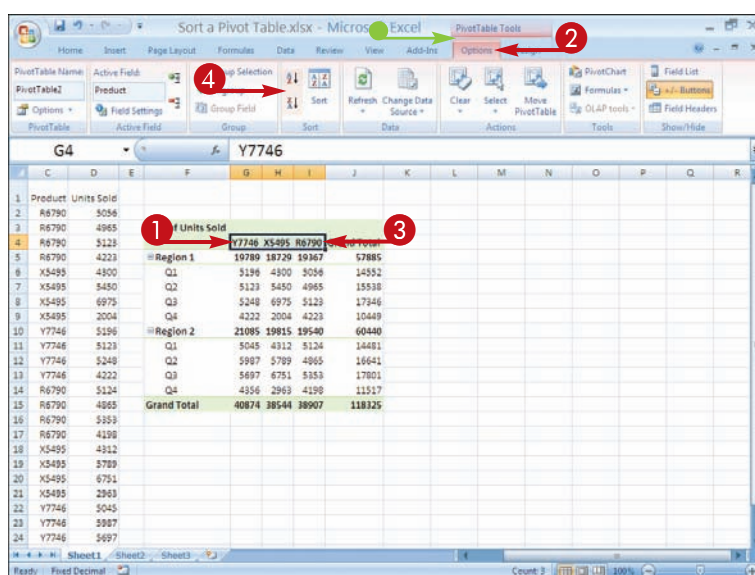 Sort a Pivot Table.xlsx - Microsoft Excel
PivotTable Tools
Home Insert Page Layout Formulas Data Review View Add-Ins Options
2
PivotTable Name: Active Field:
PivotTable2 Product
Options Field Settings
4
Group Field
Sort
Refresh Change Data Source
Clear Select Move PivotTable
PivotChart
Formulas
OLAP tools
Field List
+/- Buttons
Field Headers
PivotTable Active Field Group Sort Data Actions Tools Show/Hide
G4 fx Y7746
C D E F G H I J K L M N O P Q R
1 Product Units Sold
2 R6790 5056
3 R6790 4965 of Units Sold
1 3
4 R6790 5123 Y7746 X5495 R6790 Grand Total
5 R6790 4223 Region 1 19789 18729 19367 57885
6 X5495 4300 Q1 5196 4300 5056 14552
7 X5495 5450 Q2 5123 5450 4965 15538
8 X5495 6975 Q3 5248 6975 5123 17346
9 X5495 2004 Q4 4222 2004 4223 10449
10 Y7746 5196 Region 2 21085 19815 19540 60440
11 Y7746 5123 Q1 5045 4312 5124 14481
12 Y7746 5248 Q2 5987 5789 4865 16641
13 Y7746 4222 Q3 5697 6751 5353 17801
14 R6790 5124 Q4 4356 2963 4198 11517
15 R6790 4865 Grand Total 40874 38544 38907 118325
16 R6790 5353
17 R6790 4198
18 X5495 4312
19 X5495 5789
20 X5495 6751
21 X5495 2963
22 Y7746 5045
23 Y7746 5987
24 Y7746 5697
Sheet1 Sheet2 Sheet3
Ready Fixed Decimal Count: 3 100%